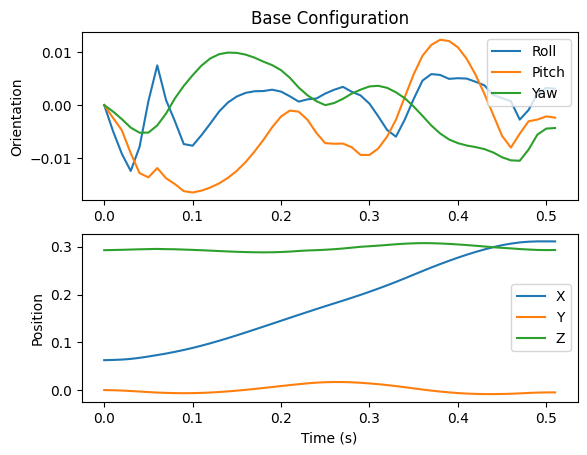 Base Configuration
Orientation
0.01
0.00
−0.01
Roll
Pitch
Yaw
0.0 0.1 0.2 0.3 0.4 0.5
Position
0.3
0.2
0.1
0.0
X
Y
Z
0.0 0.1 0.2 0.3 0.4 0.5
Time (s)